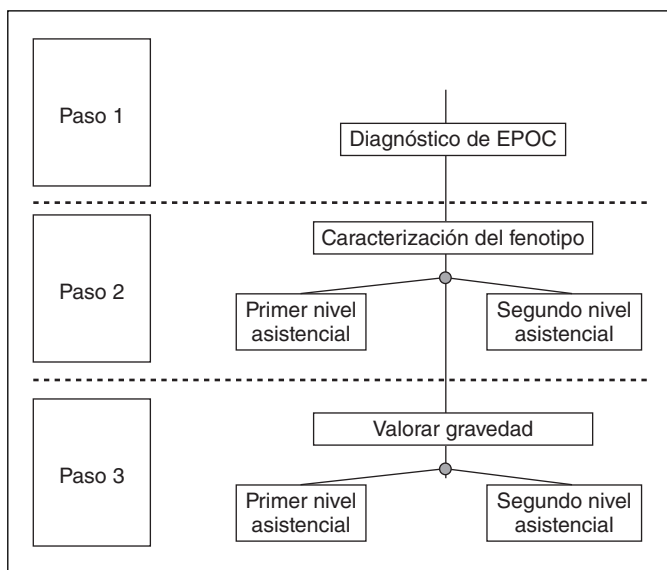 Paso 1
Diagnóstico de EPOC
Caracterización del fenotipo
Paso 2
Primer nivel
asistencial
Segundo nivel
asistencial
Valorar gravedad
Paso 3
Primer nivel
asistencial
Segundo nivel
asistencial